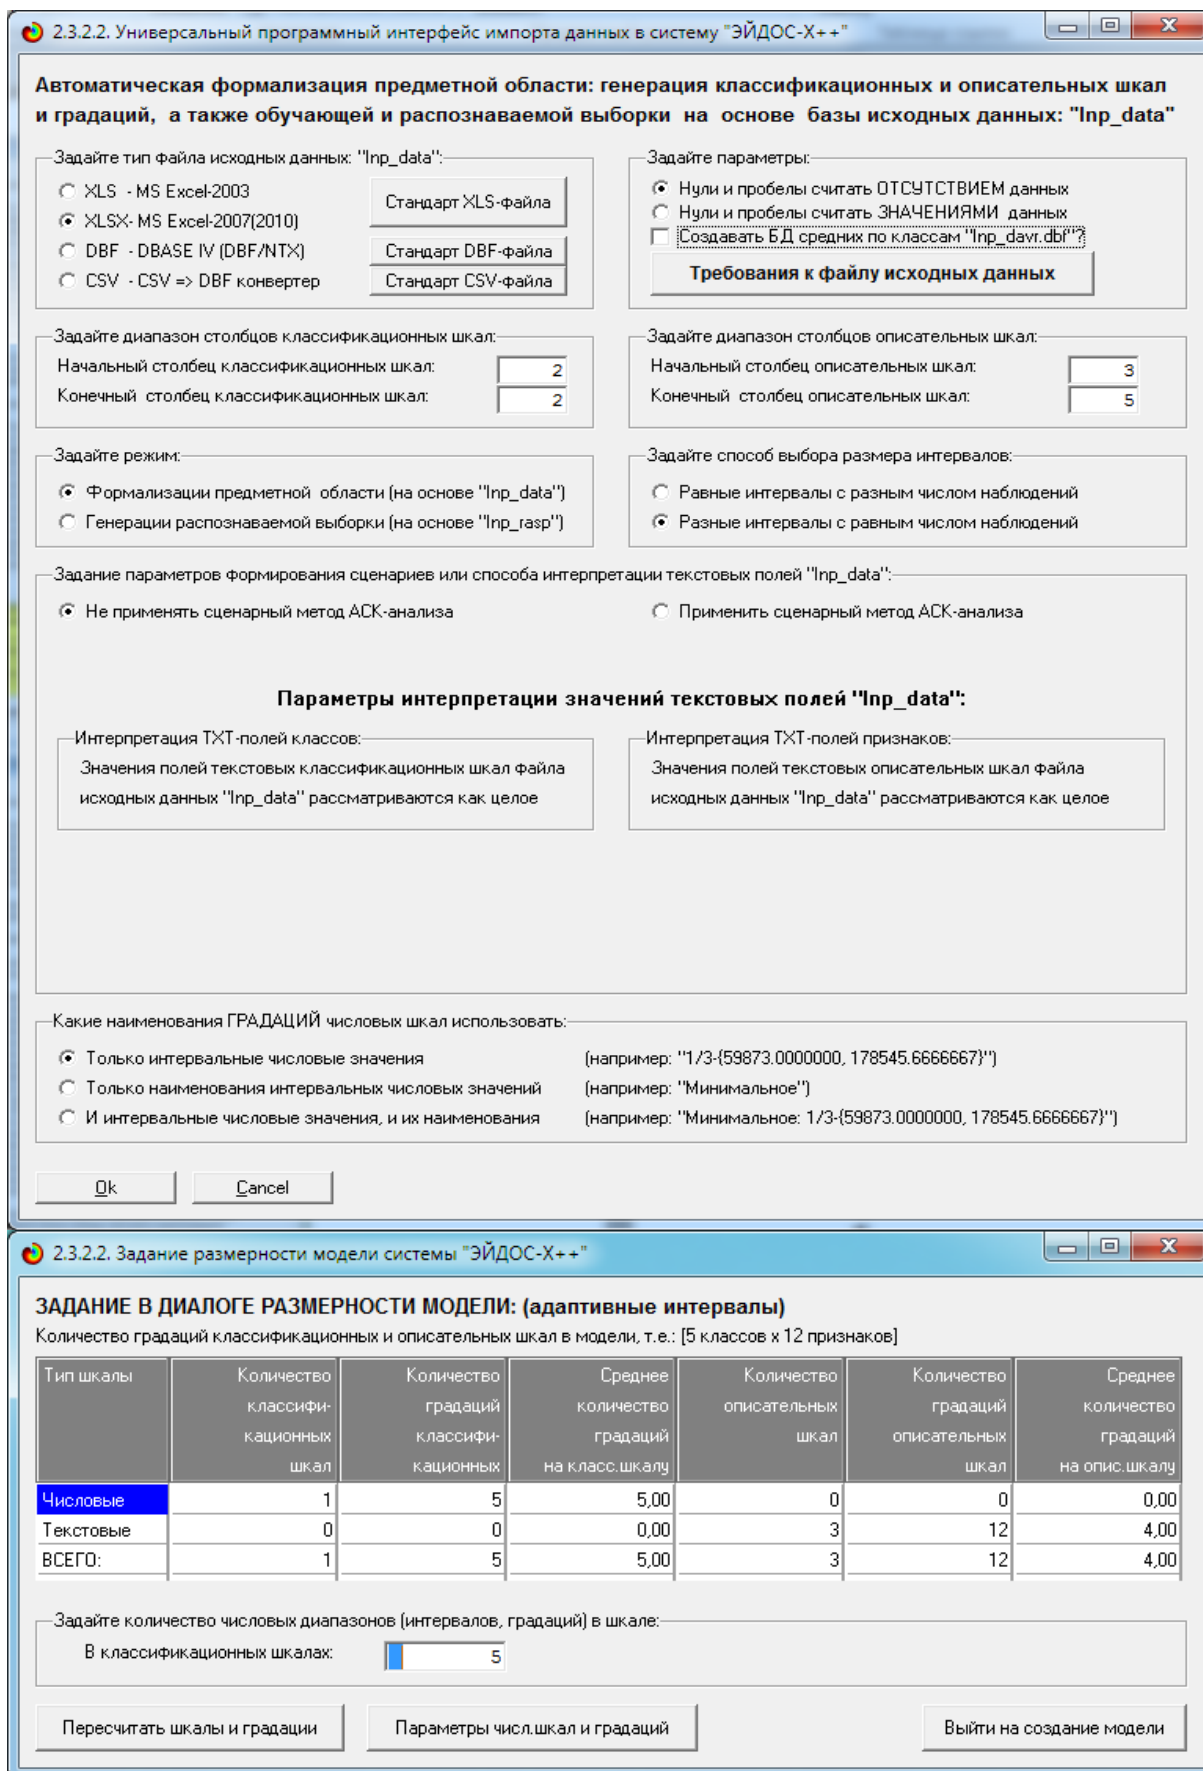 2.3.2.2. Универсальный программный интерфейс импорта данных в систему "ЭЙДОС-X++"
Автоматическая формализация предметной области: генерация классификационных и описательных шкал
и градаций, а также обучающей и распознаваемой выборки на основе базы исходных данных: "Inp_data"
Задайте тип файла исходных данных: "Inp_data":
XLS - MS Excel-2003
XLSX- MS Excel-2007(2010)
DBF - DBASE IV (DBF/NTX)
CSV - CSV => DBF конвертер
Стандарт XLS-файла
Стандарт DBF-файла
Стандарт CSV-файла
Задайте параметры:
Нули и пробелы считать ОТСУТСТВИЕМ данных
Нули и пробелы считать ЗНАЧЕНИЯМИ данных
Создавать БД средних по классам "Inp_davr.dbf"?
Требования к файлу исходных данных
Задайте диапазон столбцов классификационных шкал:
Начальный столбец классификационных шкал: 2
Конечный столбец классификационных шкал: 2
Задайте диапазон столбцов описательных шкал:
Начальный столбец описательных шкал: 3
Конечный столбец описательных шкал: 5
Задайте режим:
Формализации предметной области (на основе "Inp_data")
Генерации распознаваемой выборки (на основе "Inp_rasp")
Задайте способ выбора размера интервалов:
Равные интервалы с разным числом наблюдений
Разные интервалы с равным числом наблюдений
Задание параметров формирования сценариев или способа интерпретации текстовых полей "Inp_data":
Не применять сценарный метод АСК-анализа
Применить сценарный метод АСК-анализа
Параметры интерпретации значений текстовых полей "Inp_data":
Интерпретация TXT-полей классов:
Значения полей текстовых классификационных шкал файла
исходных данных "Inp_data" рассматриваются как целое
Интерпретация TXT-полей признаков:
Значения полей текстовых описательных шкал файла
исходных данных "Inp_data" рассматриваются как целое
Какие наименования ГРАДАЦИЙ числовых шкал использовать:
Только интервальные числовые значения (например: "1/3-{59873.0000000, 178545.6666667}")
Только наименования интервальных числовых значений (например: "Минимальное")
И интервальные числовые значения, и их наименования (например: "Минимальное: 1/3-{59873.0000000, 178545.6666667}")
Ok Cancel
2.3.2.2. Задание размерности модели системы "ЭЙДОС-X++"
ЗАДАНИЕ В ДИАЛОГЕ РАЗМЕРНОСТИ МОДЕЛИ: (адаптивные интервалы)
Количество градаций классификационных и описательных шкал в модели, т.е.: [5 классов x 12 признаков]
Тип шкалы Количество Количество Среднее Количество Количество Среднее
классифи- градаций количество описательных градаций количество
кационных классифи- градаций шкал описательных градаций
шкал кационных на класс.шкалу шкал на опис.шкалу
Числовые 1 5 5,00 0 0 0,00
Текстовые 0 0 0,00 3 12 4,00
ВСЕГО: 1 5 5,00 3 12 4,00
Задайте количество числовых диапазонов (интервалов, градаций) в шкале:
В классификационных шкалах: 5
Пересчитать шкалы и градации Параметры числ.шкал и градаций Выйти на создание модели